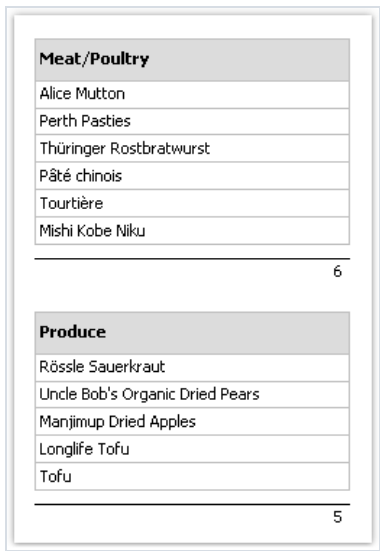 Meat/Poultry
Alice Mutton
Perth Pasties
Thüringer Rostbratwurst
Pâté chinois
Tourtière
Mishi Kobe Niku
6
Produce
Rössle Sauerkraut
Uncle Bob's Organic Dried Pears
Manjimup Dried Apples
Longlife Tofu
Tofu
5